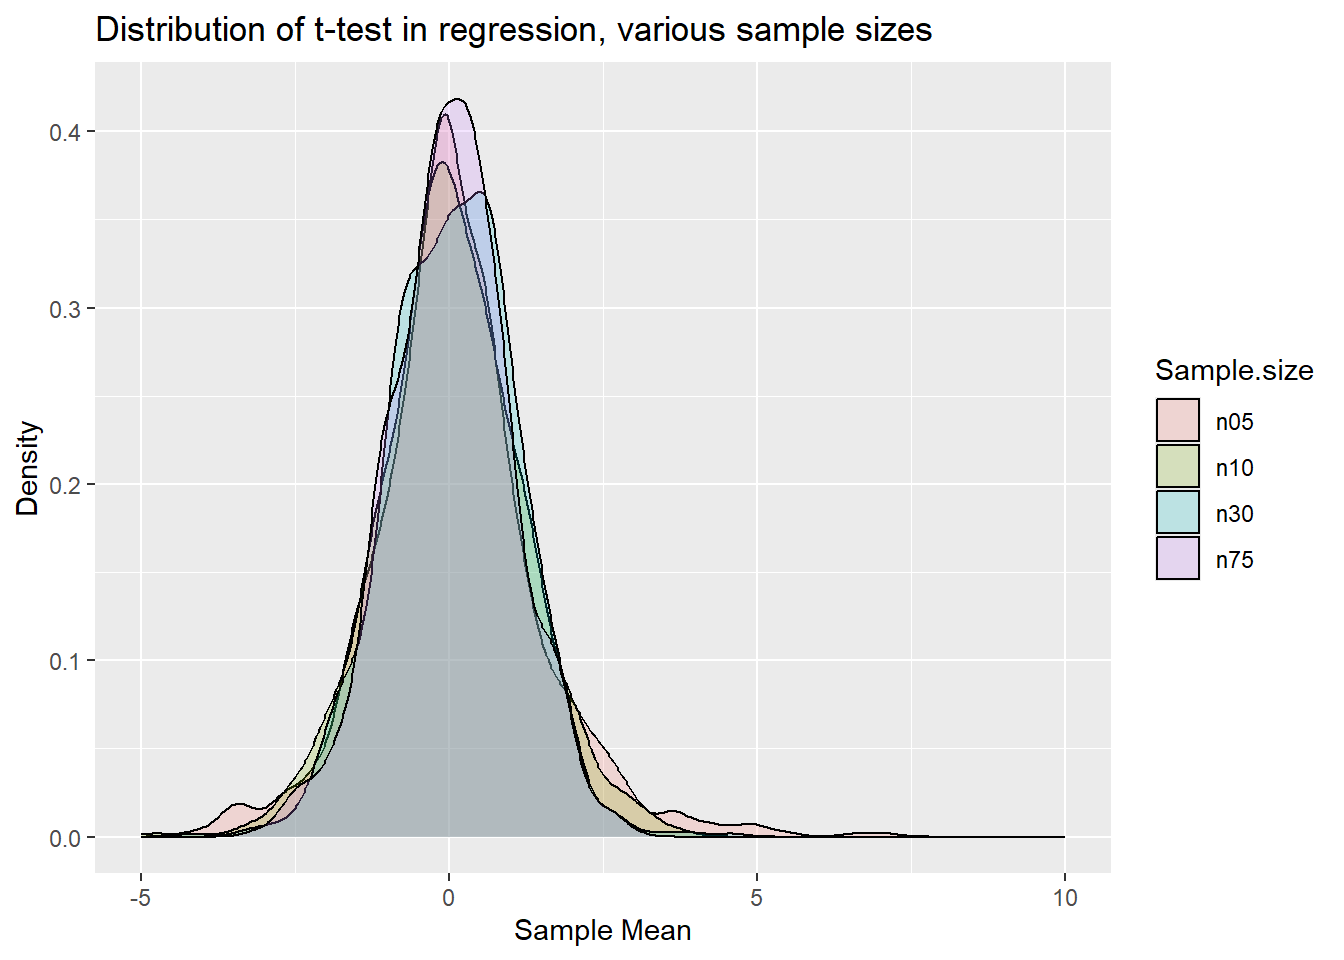 Distribution of t-test in regression, various sample sizes
Density
0.4
0.3
0.2
0.1
0.0
-5
0
5
10
Sample Mean
Sample.size
n05
n10
n30
n75